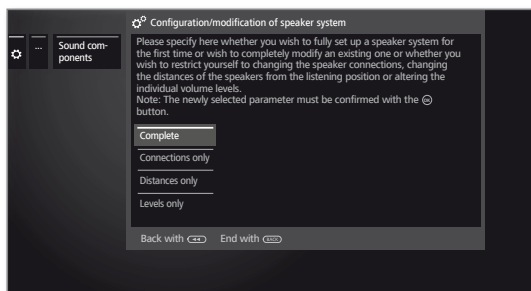 Configuration/modification of speaker system
...
Sound com-
ponents
Please specify here whether you wish to fully set up a speaker system for
the first time or wish to completely modify an existing one or whether you
wish to restrict yourself to changing the speaker connections, changing
the distances of the speakers from the listening position or altering the
individual volume levels.
Note: The newly selected parameter must be confirmed with the OK
button.
Complete
Connections only
Distances only
Levels only
Back with End with BACK